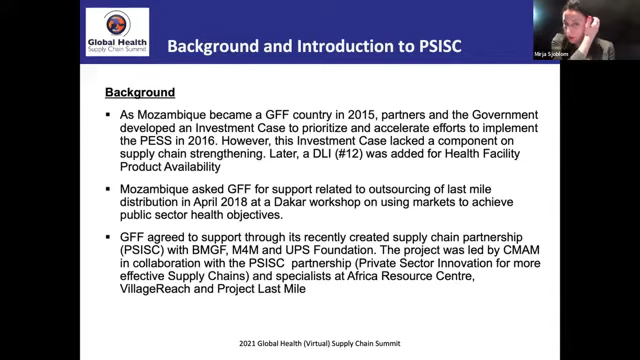 Global Health
Supply Chain Summit
Background and Introduction to PSISC
Mirja Sjoblom
Background
▪ As Mozambique became a GFF country in 2015, partners and the Government
developed an Investment Case to prioritize and accelerate efforts to implement
the PESS in 2016. However, this Investment Case lacked a component on
supply chain strengthening. Later, a DLI (#12) was added for Health Facility
Product Availability
▪ Mozambique asked GFF for support related to outsourcing of last mile
distribution in April 2018 at a Dakar workshop on using markets to achieve
public sector health objectives.
▪ GFF agreed to support through its recently created supply chain partnership
(PSISC) with BMGF, M4M and UPS Foundation. The project was led by CMAM
in collaboration with the PSISC partnership (Private Sector Innovation for more
effective Supply Chains) and specialists at Africa Resource Centre,
VillageReach and Project Last Mile
2021 Global Health (Virtual) Supply Chain Summit